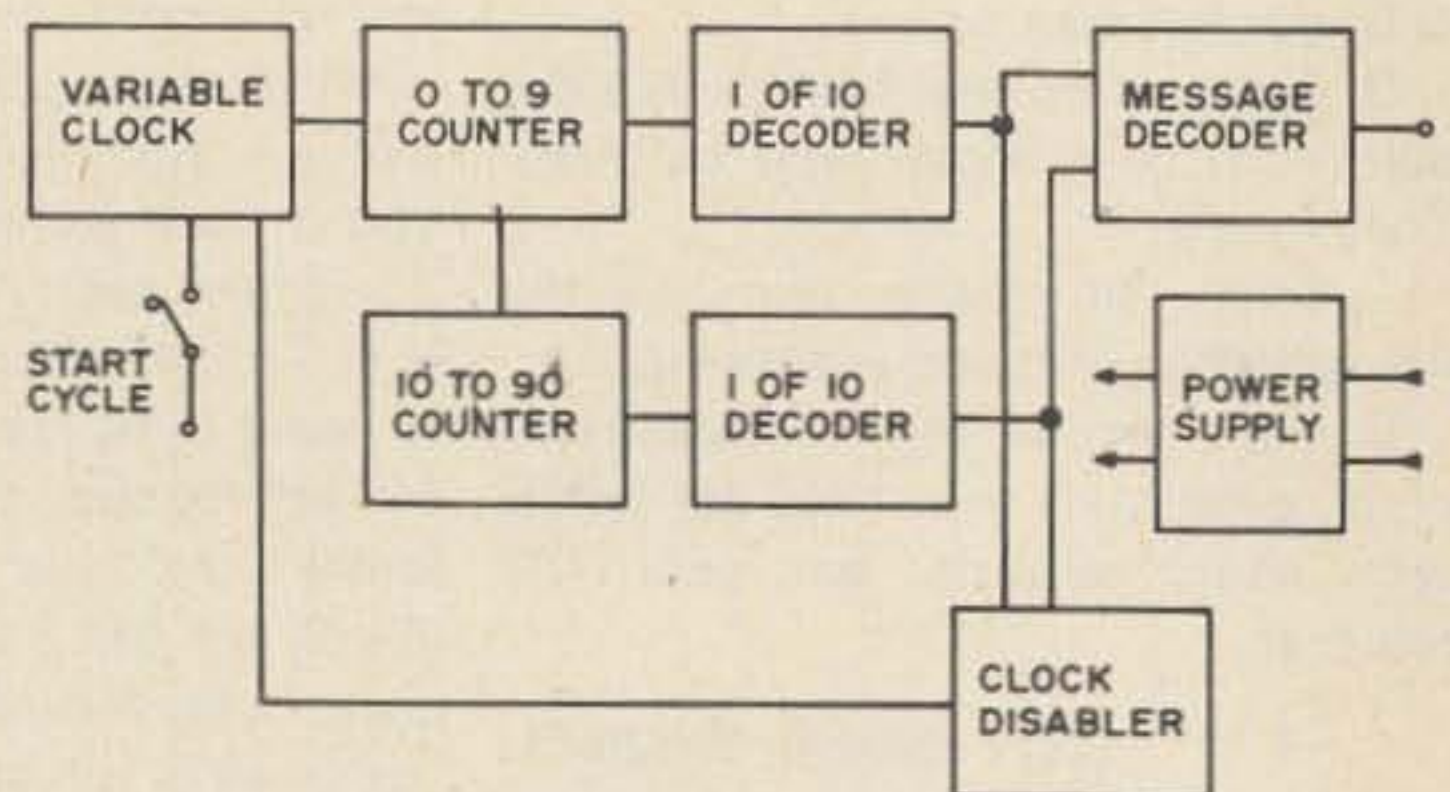 VARIABLE
CLOCK
0 TO 9
COUNTER
1 OF 10
DECODER
MESSAGE
DECODER
START
CYCLE
10 TO 90
COUNTER
1 OF 10
DECODER
POWER
SUPPLY
CLOCK
DISABLER